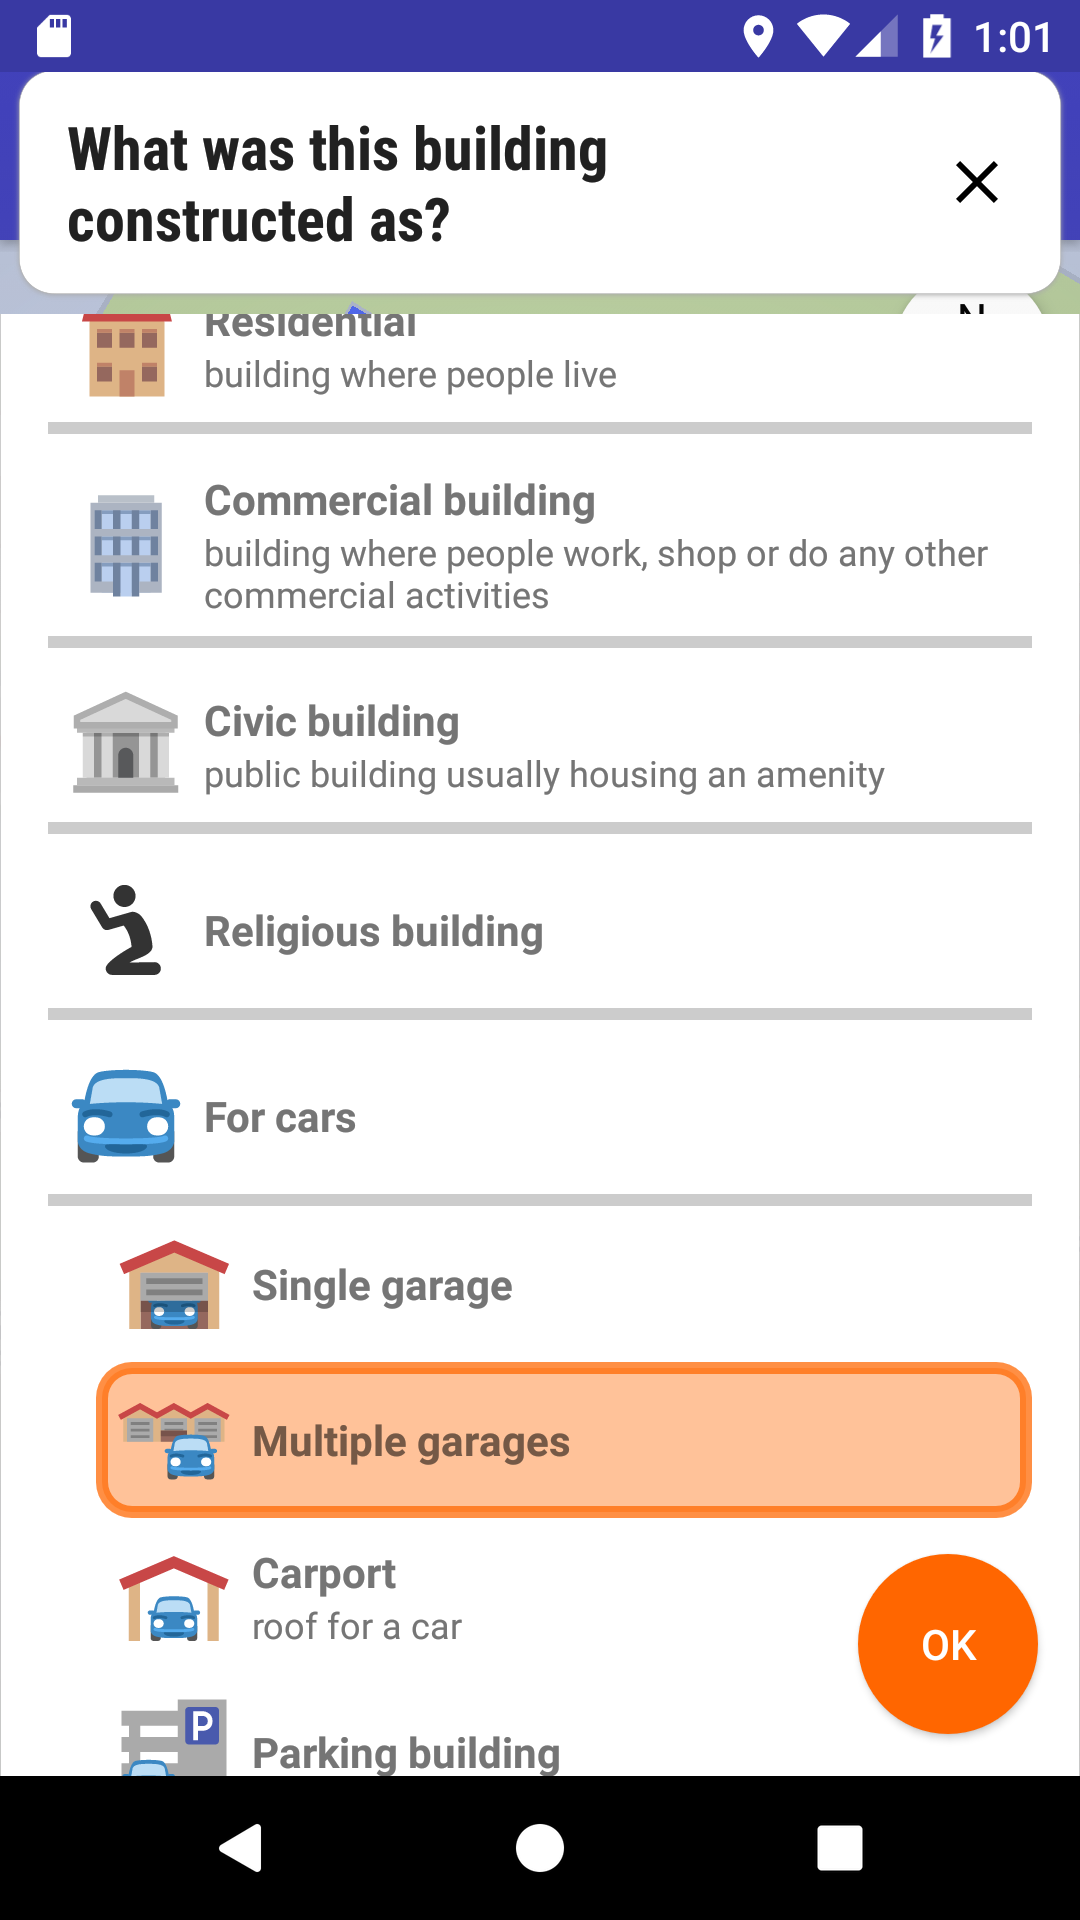 1:01
What was this building
constructed as?
N
Residential
building where people live
Commercial building
building where people work, shop or do any other
commercial activities
Civic building
public building usually housing an amenity
Religious building
For cars
Single garage
Multiple garages
Carport
roof for a car
OK
P
Parking building